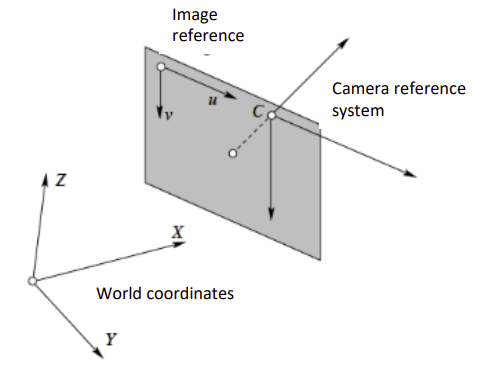 Image
reference
Camera reference
system
u
v
C
Z
X
World coordinates
Y